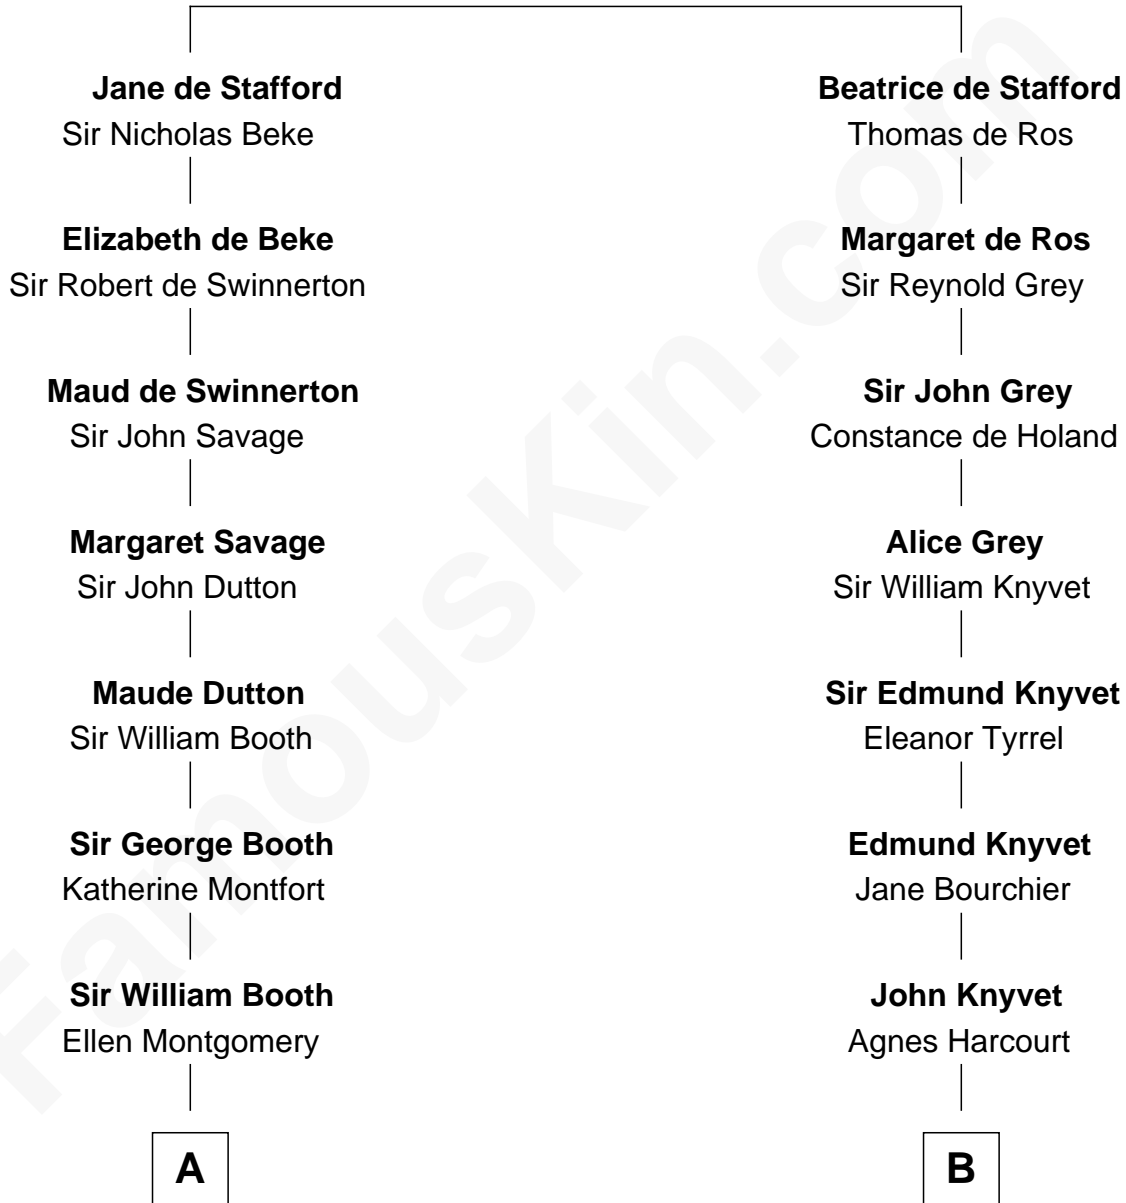 Jane de Stafford
Sir Nicholas Beke
Elizabeth de Beke
Sir Robert de Swinnerton
Maud de Swinnerton
Sir John Savage
Margaret Savage
Sir John Dutton
Maude Dutton
Sir William Booth
Sir George Booth
Katherine Montfort
Sir William Booth
Ellen Montgomery
A
Beatrice de Stafford
Thomas de Ros
Margaret de Ros
Sir Reynold Grey
Sir John Grey
Constance de Holand
Alice Grey
Sir William Knyvet
Sir Edmund Knyvet
Eleanor Tyrrel
Edmund Knyvet
Jane Bourchier
John Knyvet
Agnes Harcourt
B
FamousKin.com